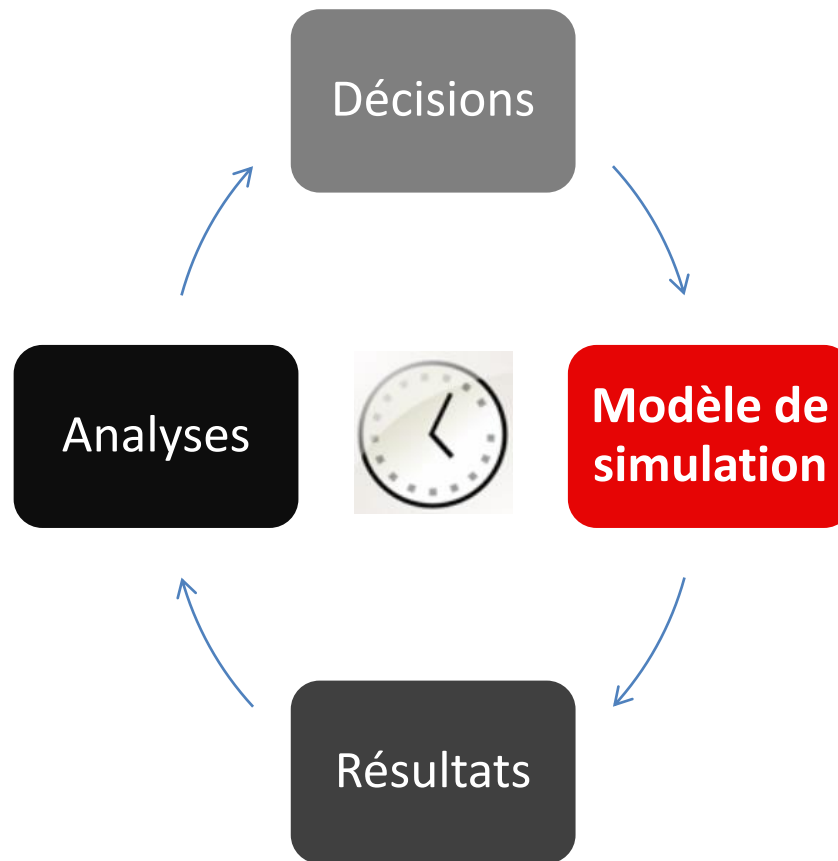 Décisions
Analyses
Modèle de
simulation
Résultats